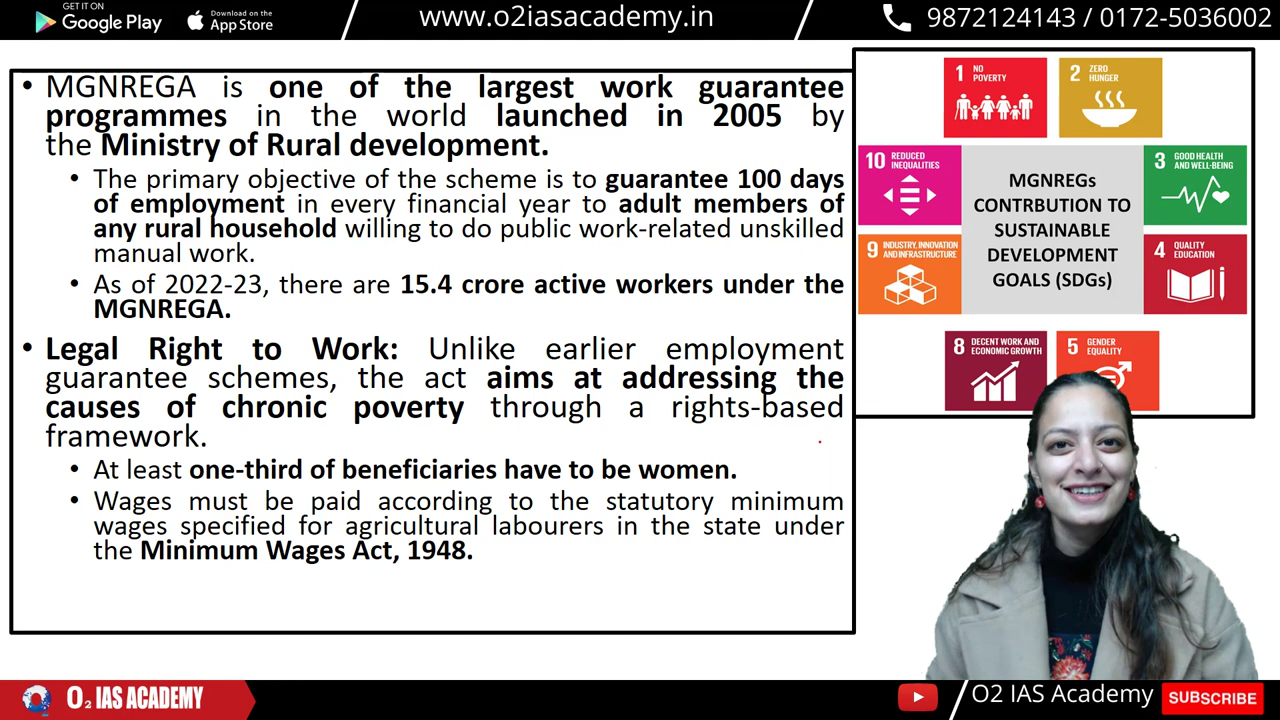 GET IT ON
Google Play
Download on the
App Store
www.o2iasacademy.in
9872124143 / 0172-5036002
• MGNREGA is one of the largest work guarantee
programmes in the world launched in 2005 by
the Ministry of Rural development.
• The primary objective of the scheme is to guarantee 100 days
of employment in every financial year to adult members of
any rural household willing to do public work-related unskilled
manual work.
• As of 2022-23, there are 15.4 crore active workers under the
MGNREGA.
• Legal Right to Work: Unlike earlier employment
guarantee schemes, the act aims at addressing the
causes of chronic poverty through a rights-based
framework.
• At least one-third of beneficiaries have to be women.
• Wages must be paid according to the statutory minimum
wages specified for agricultural labourers in the state under
the Minimum Wages Act, 1948.
1 NO
POVERTY
2 ZERO
HUNGER
10 REDUCED
INEQUALITIES
3 GOOD HEALTH
AND WELL-BEING
MGNREGs
CONTRBUTION TO
SUSTAINABLE
DEVELOPMENT
GOALS (SDGs)
9 INDUSTRY, INNOVATION
AND INFRASTRUCTURE
4 QUALITY
EDUCATION
8 DECENT WORK AND
ECONOMIC GROWTH
5 GENDER
EQUALITY
O2 IAS ACADEMY
O2 IAS Academy
SUBSCRIBE